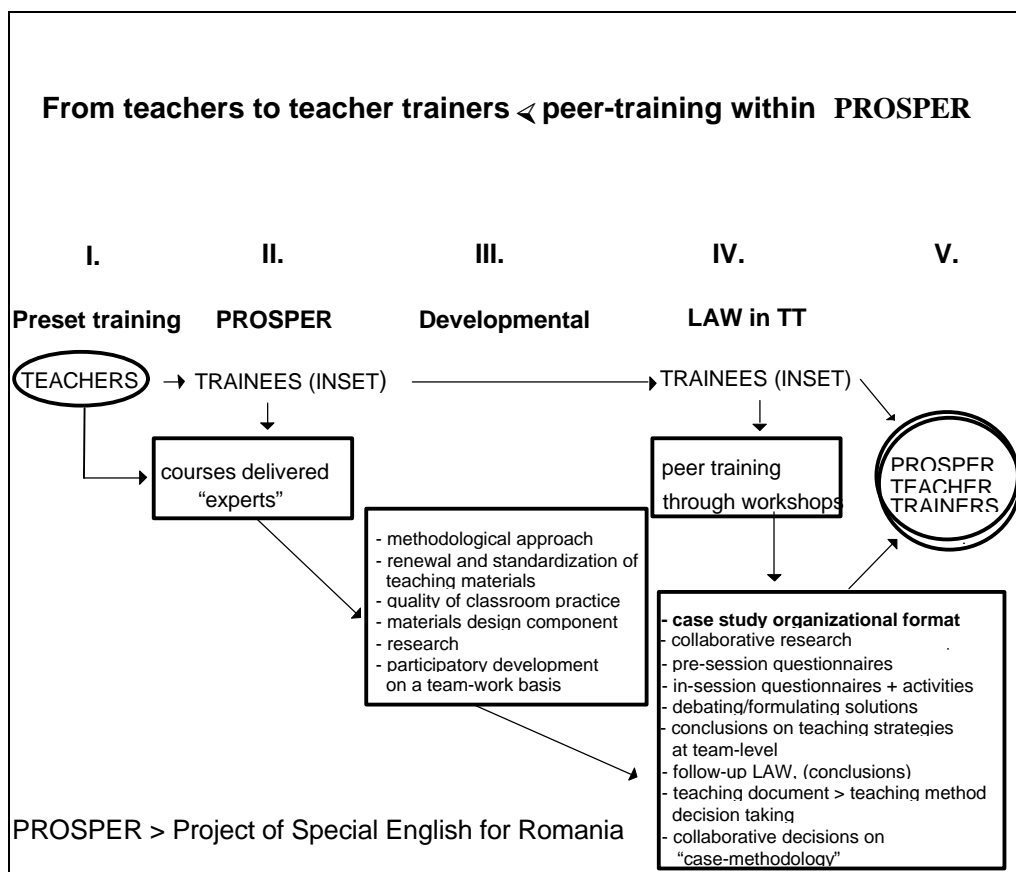 From teachers to teacher trainers < peer-training within PROSPER
I. II. III. IV. V.
Preset training PROSPER Developmental LAW in TT
TEACHERS TRAINEES (INSET) TRAINEES (INSET)
courses delivered
“experts”
peer training
through workshops
PROSPER
TEACHER
TRAINERS
- methodological approach
- renewal and standardization of
teaching materials
- quality of classroom practice
- materials design component
- research
- participatory development
on a team-work basis
- case study organizational format
- collaborative research
- pre-session questionnaires
- in-session questionnaires + activities
- debating/formulating solutions
- conclusions on teaching strategies
at team-level
- follow-up LAW, (conclusions)
- teaching document > teaching method
decision taking
- collaborative decisions on
“case-methodology”
PROSPER > Project of Special English for Romania